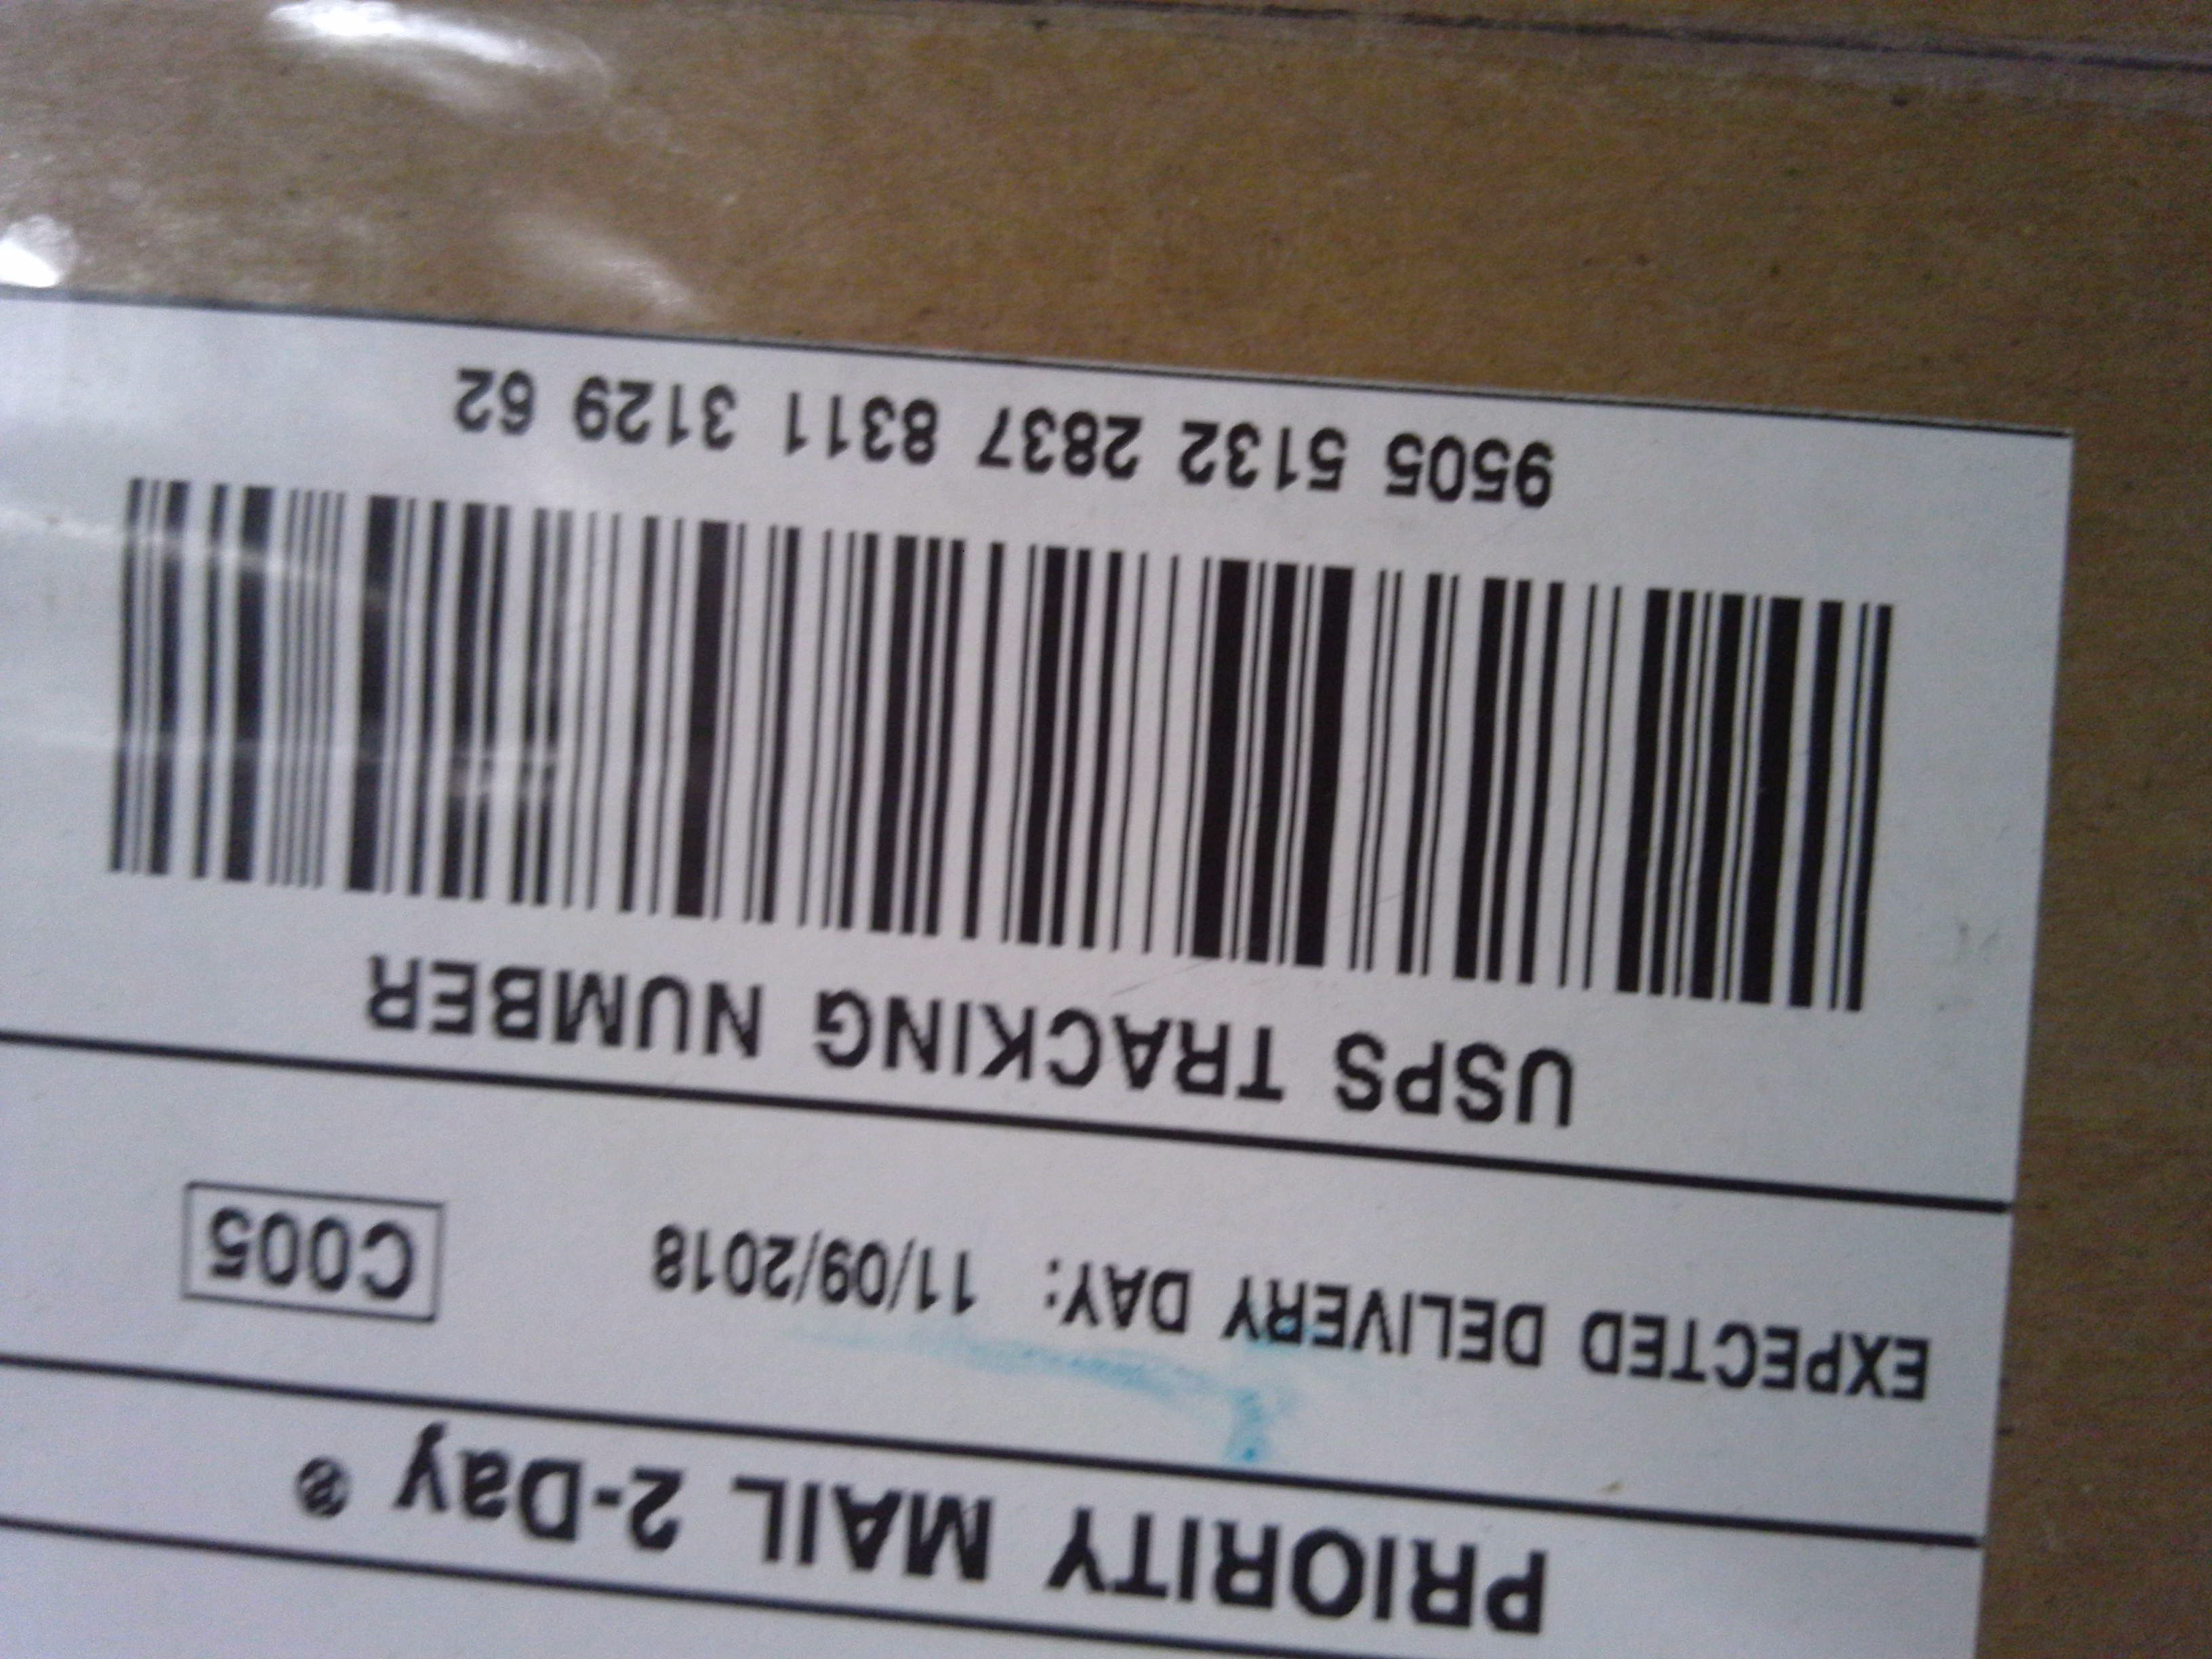 PRIORITY MAIL 2-Day ®
EXPECTED DELIVERY DAY: 11/09/2018
C005
USPS TRACKING NUMBER
9505 5132 2837 8311 3129 62